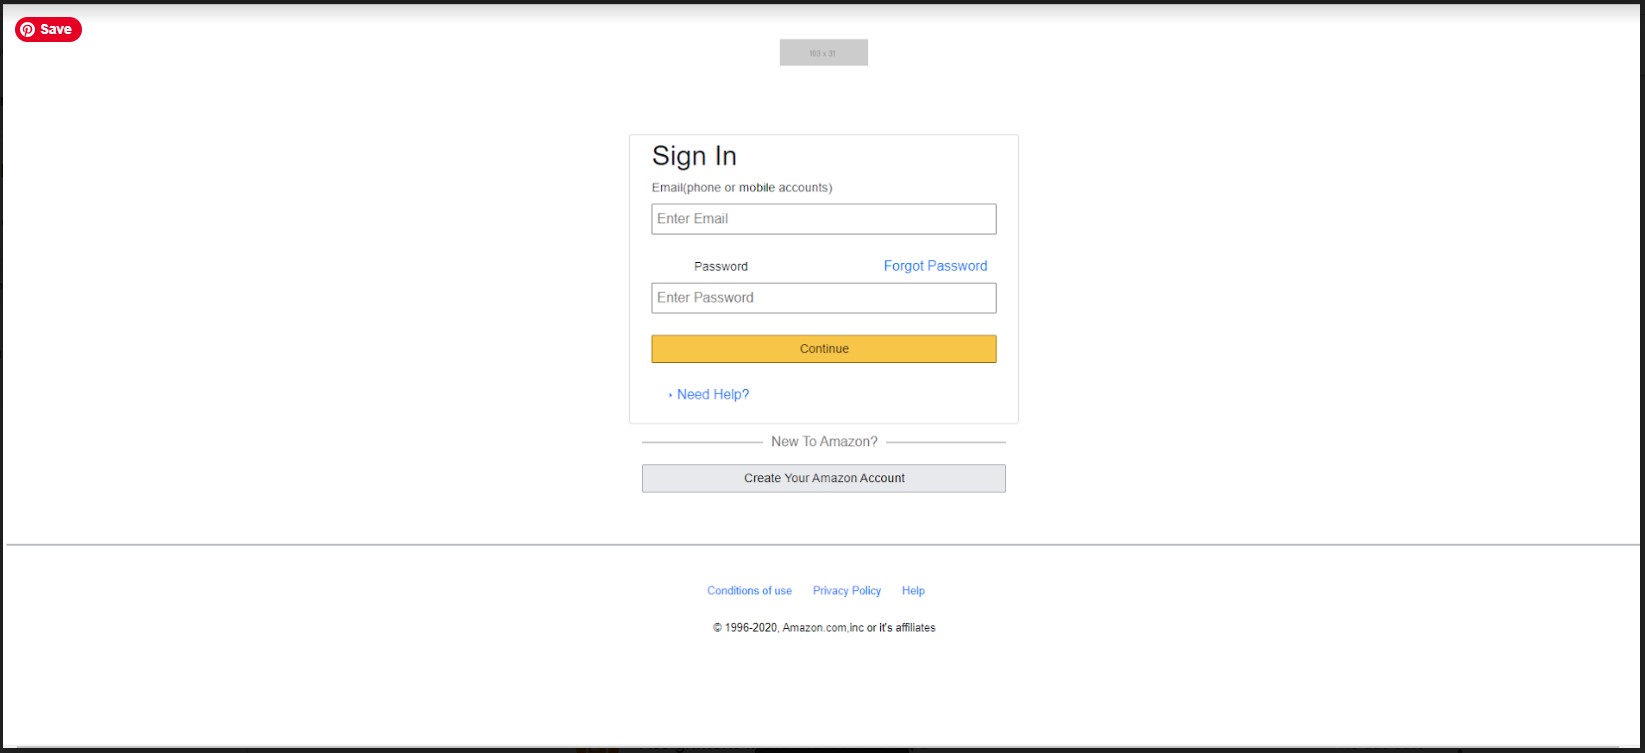 Save
103 x 31
Sign In
Email(phone or mobile accounts)
Enter Email
Password Forgot Password
Enter Password
Continue
Need Help?
New To Amazon?
Create Your Amazon Account
Conditions of use Privacy Policy Help
© 1996-2020, Amazon.com,inc or it's affiliates